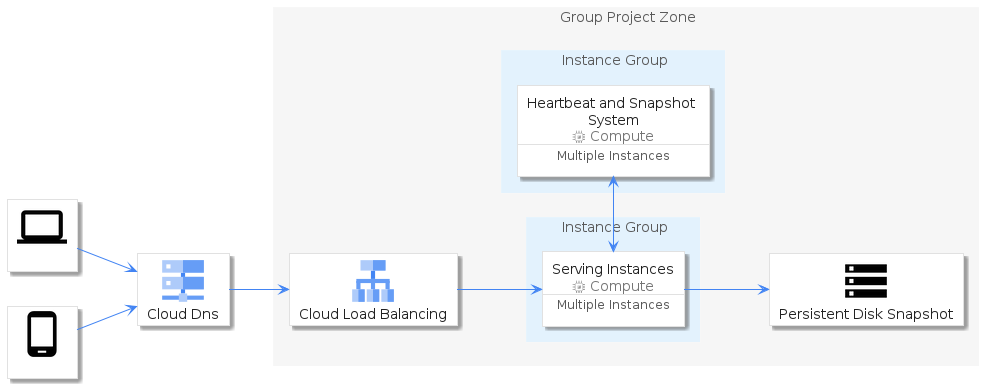 Group Project Zone
Instance Group
Heartbeat and Snapshot
System
Compute
Multiple Instances
Instance Group
Serving Instances
Compute
Multiple Instances
Cloud Dns
Cloud Load Balancing
Persistent Disk Snapshot